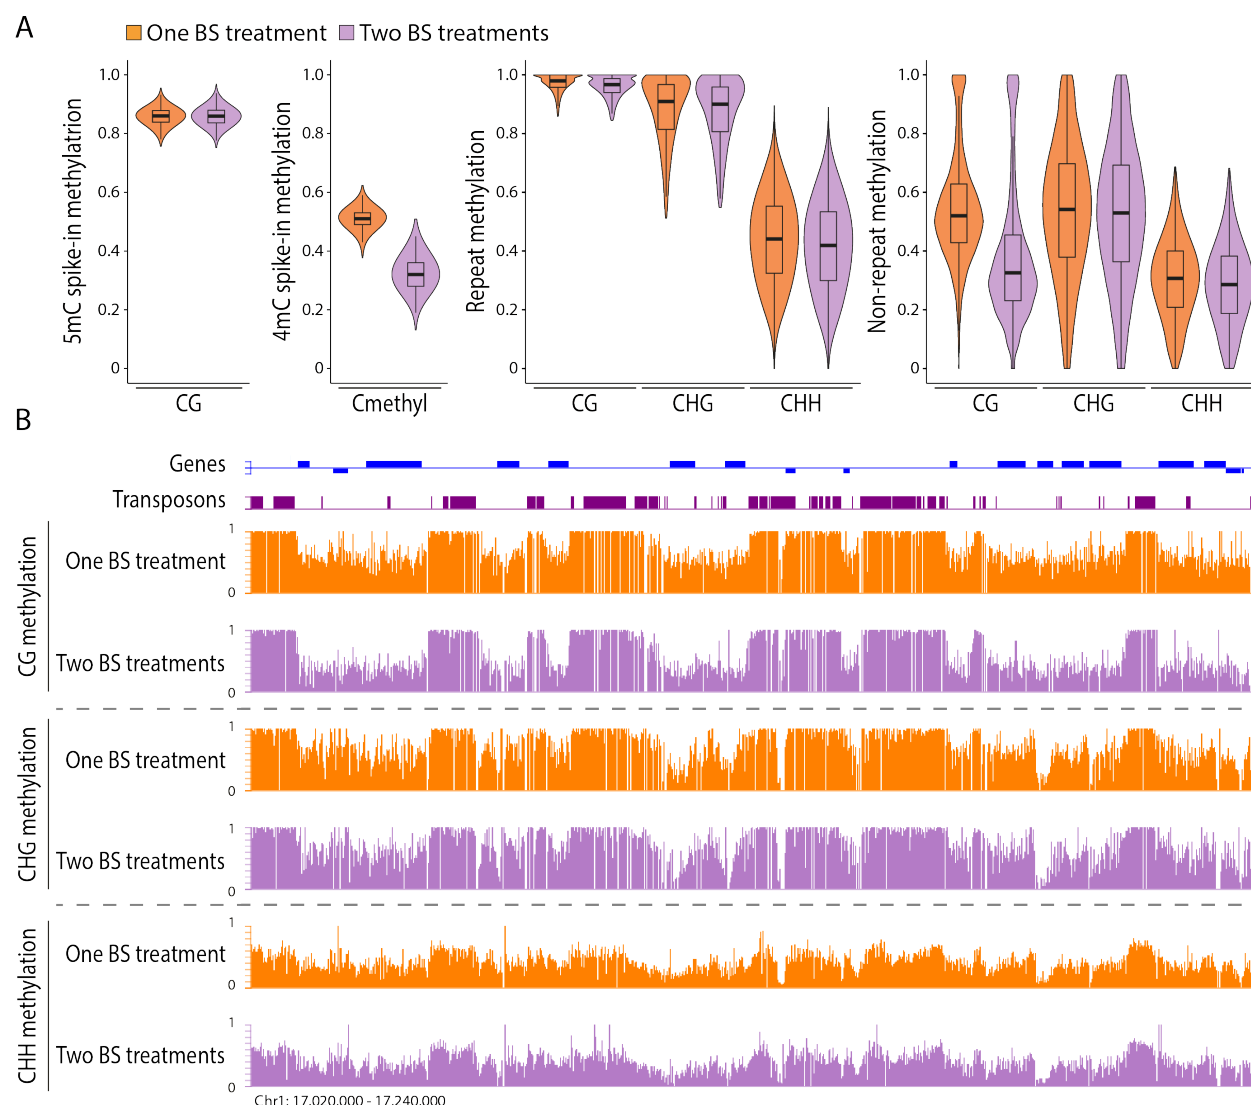 A
One BS treatment Two BS treatments
5mC spike-in methylatrion
1.0
0.8
0.6
0.4
0.2
0
CG
4mC spike-in methylation
1.0
0.8
0.6
0.4
0.2
0
Cmethyl
Repeat methylation
1.0
0.8
0.6
0.4
0.2
0
CG CHG CHH
Non-repeat methylation
1.0
0.8
0.6
0.4
0.2
0
CG CHG CHH
B
Genes
Transposons
CG methylation
1
One BS treatment
0
1
Two BS treatments
0
CHG methylation
1
One BS treatment
0
1
Two BS treatments
0
CHH methylation
1
One BS treatment
0
1
Two BS treatments
0
Chr1: 17,020,000 - 17,240,000